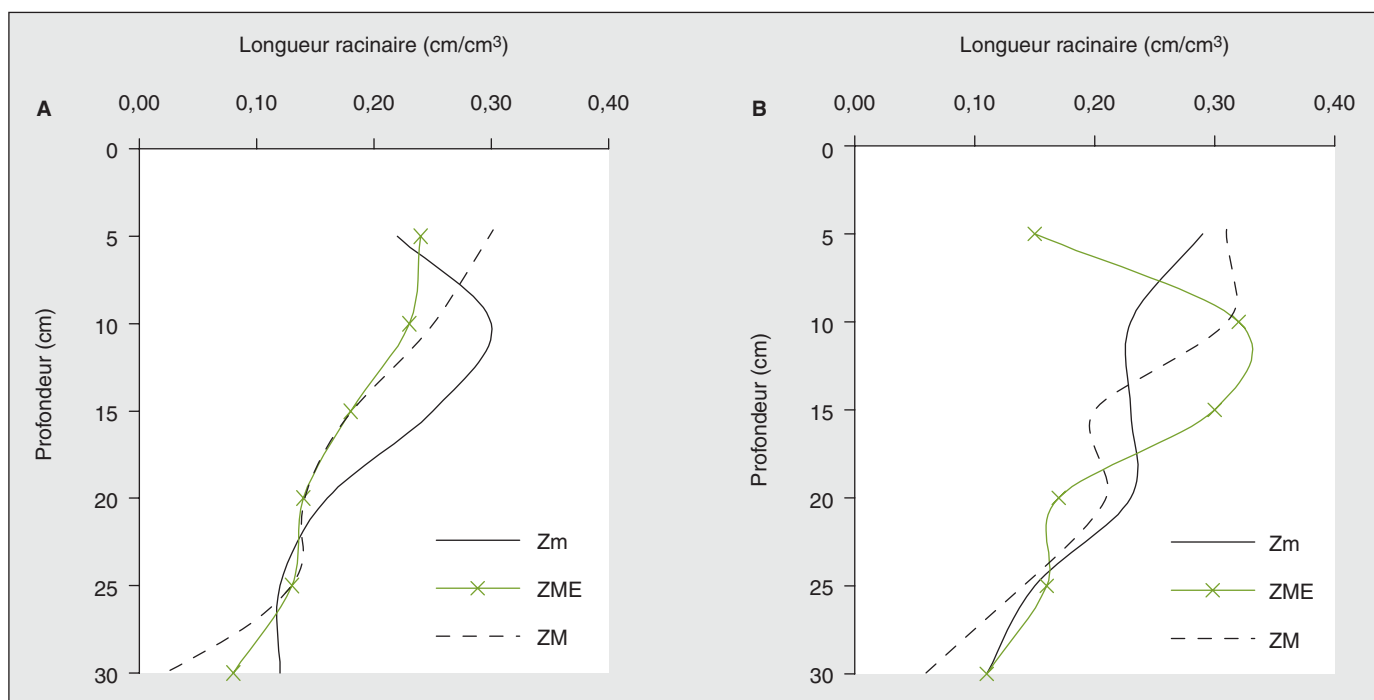 Longueur racinaire (cm/cm³)
A
0,00 0,10 0,20 0,30 0,40
0
5
10
15
20
25
30
Profondeur (cm)
Zm
ZME
ZM
Longueur racinaire (cm/cm³)
B
0,00 0,10 0,20 0,30 0,40
0
5
10
15
20
25
30
Profondeur (cm)
Zm
ZME
ZM